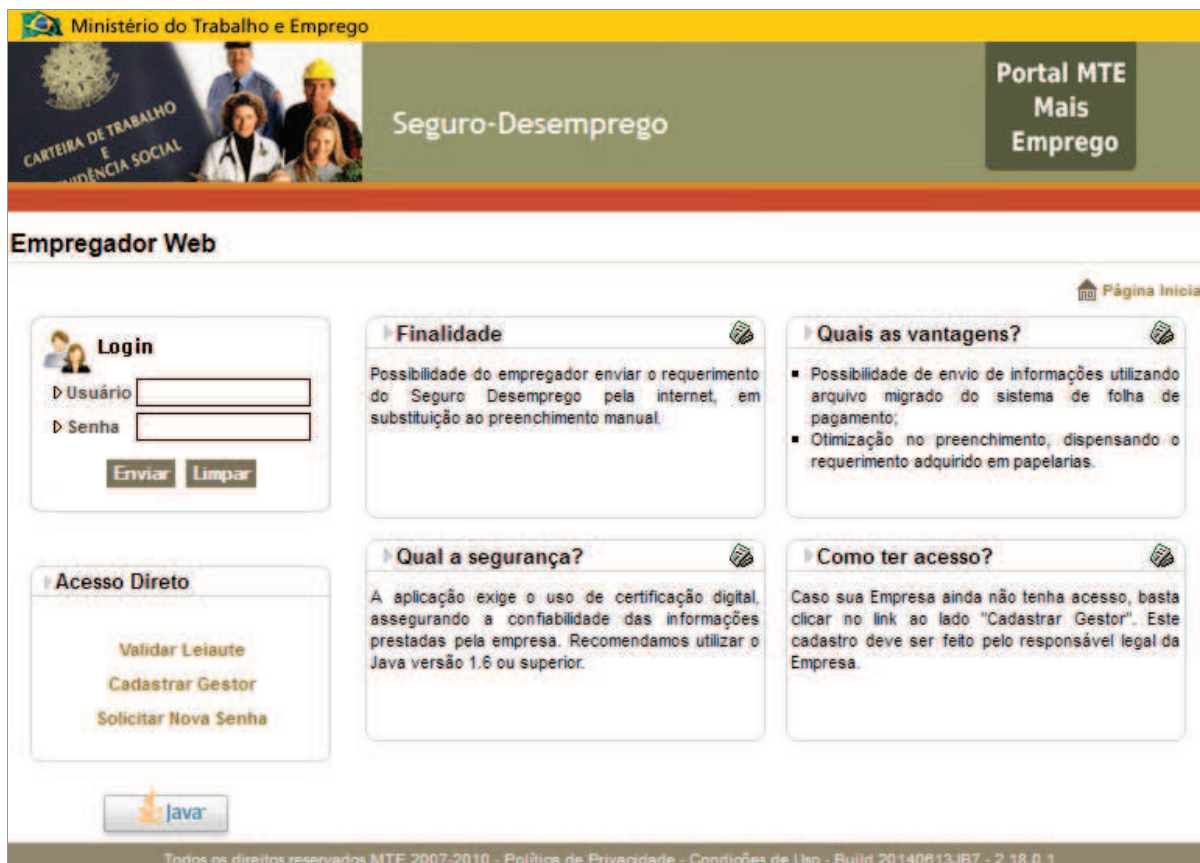 Ministério do Trabalho e Emprego
CARTEIRA DE TRABALHO
E
VIDÊNCIA SOCIAL
Seguro-Desemprego
Portal MTE
Mais
Emprego
Empregador Web
Página Inicia
Login
Usuário
Senha
Enviar Limpar
Finalidade
Possibilidade do empregador enviar o requerimento
do Seguro Desemprego pela internet, em
substituição ao preenchimento manual.
Quais as vantagens?
Possibilidade de envio de informações utilizando
arquivo migrado do sistema de folha de
pagamento;
Otimização no preenchimento, dispensando o
requerimento adquirido em papelarias.
Acesso Direto
Validar Leiaute
Cadastrar Gestor
Solicitar Nova Senha
Qual a segurança?
A aplicação exige o uso de certificação digital,
assegurando a confiabilidade das informações
prestadas pela empresa. Recomendamos utilizar o
Java versão 1.6 ou superior.
Como ter acesso?
Caso sua Empresa ainda não tenha acesso, basta
clicar no link ao lado "Cadastrar Gestor". Este
cadastro deve ser feito pelo responsável legal da
Empresa.
Java
Todos os direitos reservados MTE 2007-2010 - Política de Privacidade - Condições de Uso - Build 20140613JB7 - 2.18.0.1